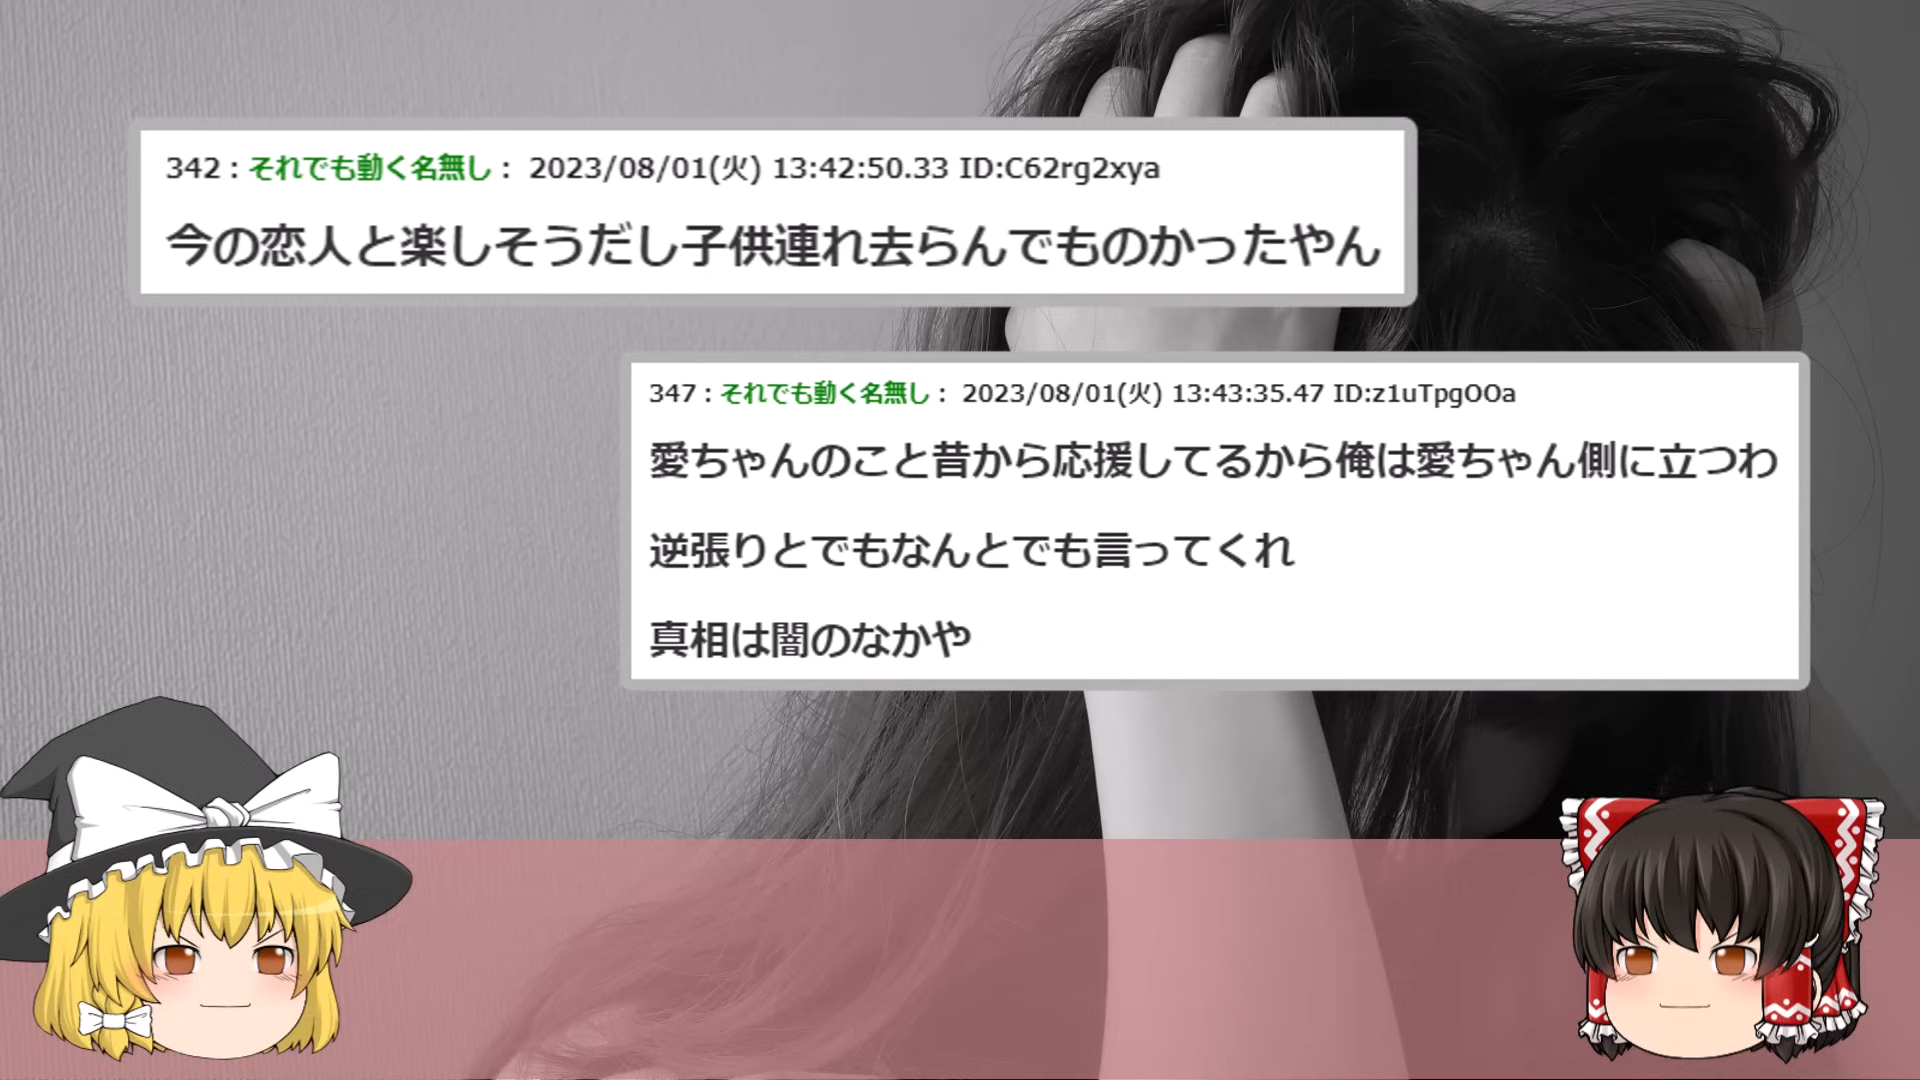 342 : それでも動く名無し : 2023/08/01(火) 13:42:50.33 ID:C62rg2xya
今の恋人と楽しそうだし子供連れ去らんでものかったやん
347 : それでも動く名無し : 2023/08/01(火) 13:43:35.47 ID:z1uTpgOOa
愛ちゃんのこと昔から応援してるから俺は愛ちゃん側に立つわ
逆張りとでもなんとでも言ってくれ
真相は闇のなかや